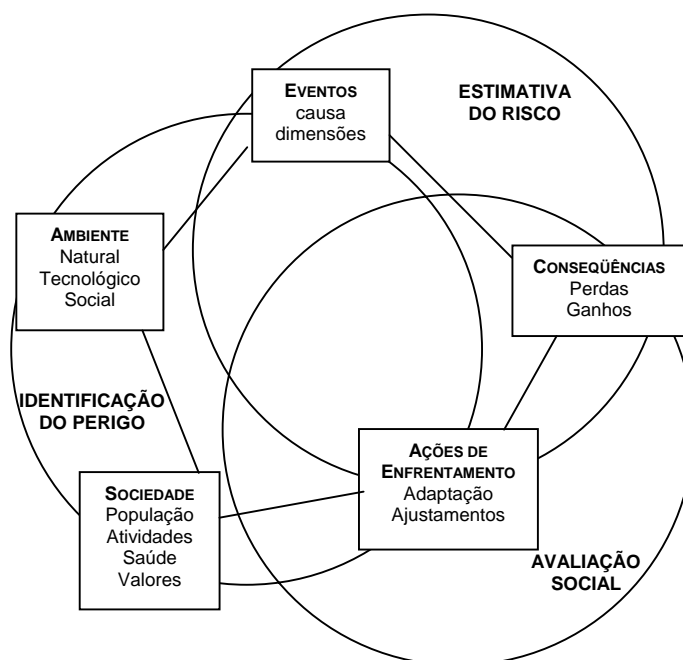 EVENTOS
causa
dimensões
ESTIMATIVA
DO RISCO
AMBIENTE
Natural
Tecnológico
Social
CONSEQÜÊNCIAS
Perdas
Ganhos
IDENTIFICAÇÃO
DO PERIGO
AÇÕES DE
ENFRENTAMENTO
Adaptação
Ajustamentos
SOCIEDADE
População
Atividades
Saúde
Valores
AVALIAÇÃO
SOCIAL